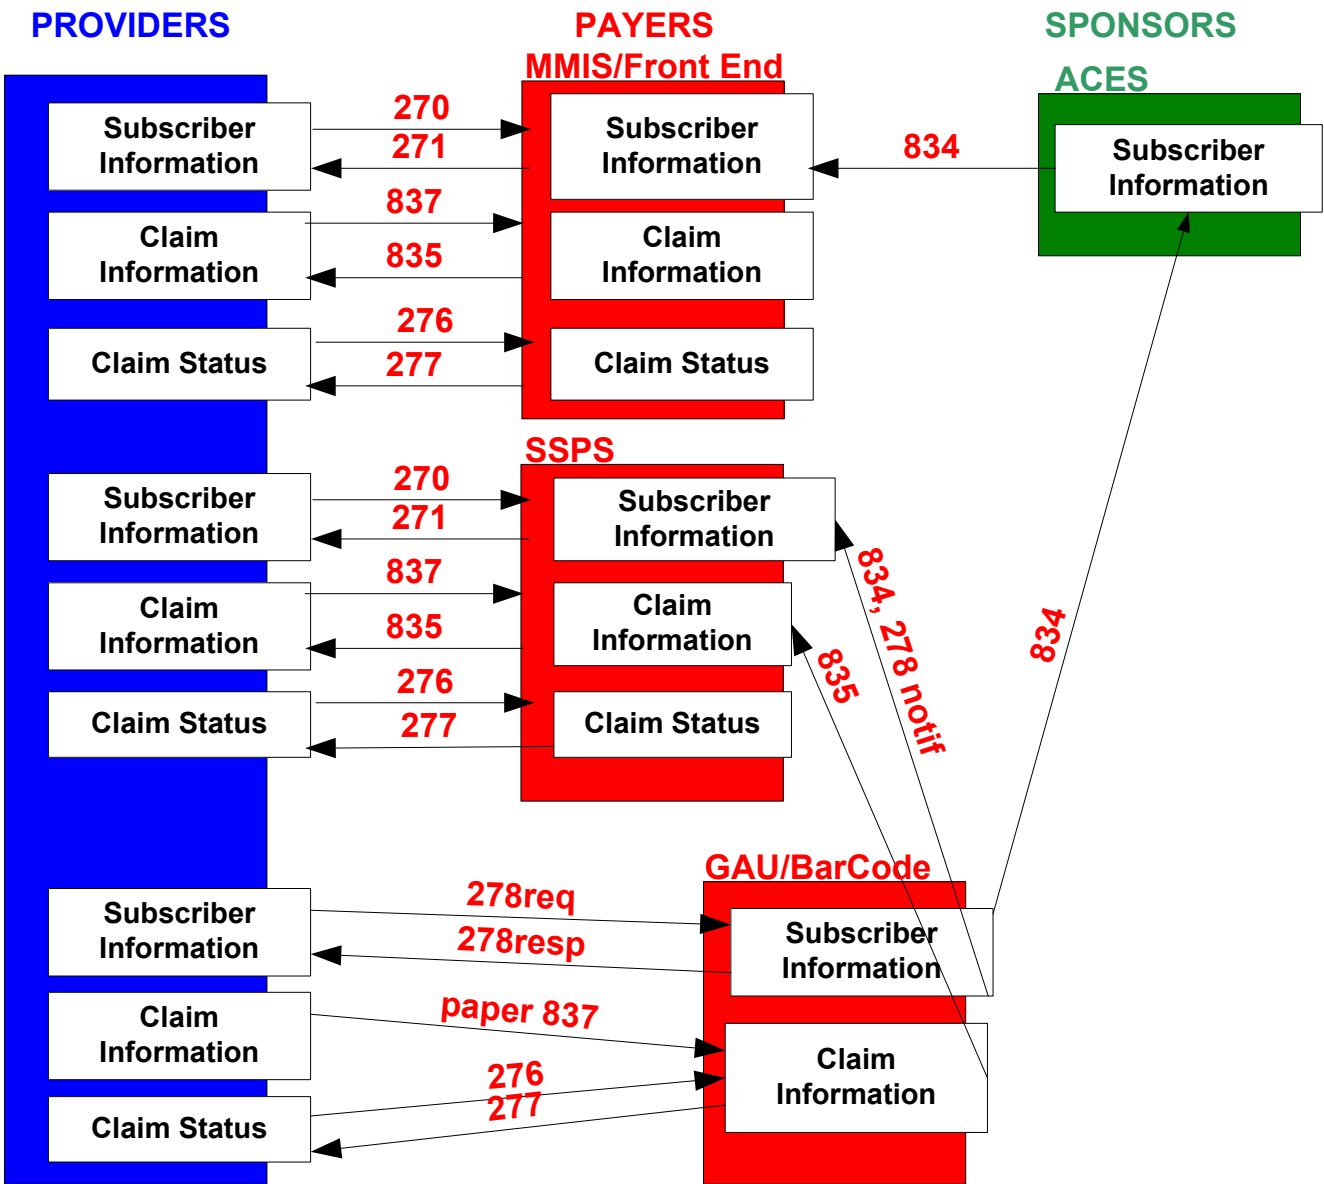 PROVIDERS
PAYERS
SPONSORS
MMIS/Front End
ACES
Subscriber
Information
270
271
Subscriber
Information
834
Subscriber
Information
Claim
Information
837
835
Claim
Information
Claim Status
276
277
Claim Status
SSPS
Subscriber
Information
270
271
Subscriber
Information
834, 278 notif
Claim
Information
837
835
Claim
Information
835
834
Claim Status
276
277
Claim Status
GAU/BarCode
Subscriber
Information
278req
278resp
Subscriber
Information
Claim
Information
paper 837
Claim
Information
Claim Status
276
277